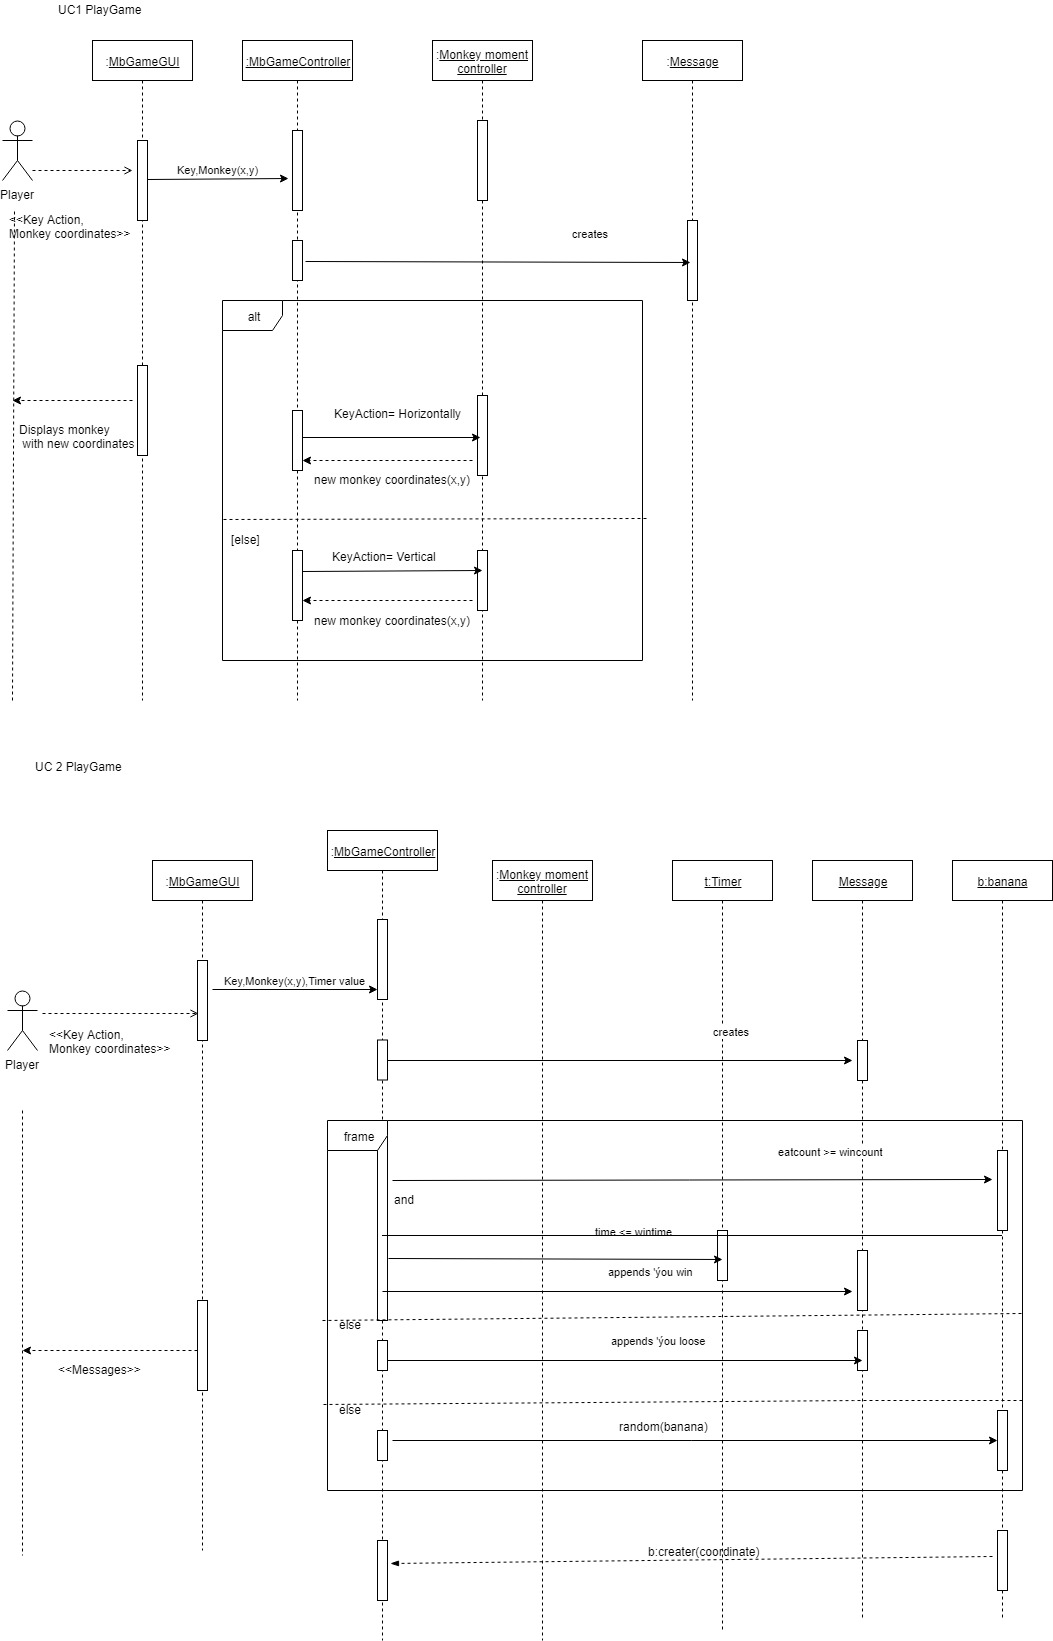 UC1 PlayGame
:MbGameGUI
:MbGameController
:Monkey moment
controller
:Message
Player
Key,Monkey(x,y)
<<Key Action,
Monkey coordinates>>
creates
alt
KeyAction= Horizontally
Displays monkey
with new coordinates
new monkey coordinates(x,y)
[else]
KeyAction= Vertical
new monkey coordinates(x,y)
UC 2 PlayGame
:MbGameController
:MbGameGUI
:Monkey moment
controller
t:Timer
Message
b:banana
Key,Monkey(x,y),Timer value
Player
<<Key Action,
Monkey coordinates>>
creates
frame
eatcount >= wincount
and
time <= wintime
appends 'ýou win
else
appends 'ýou loose
<<Messages>>
else
random(banana)
b:creater(coordinate)